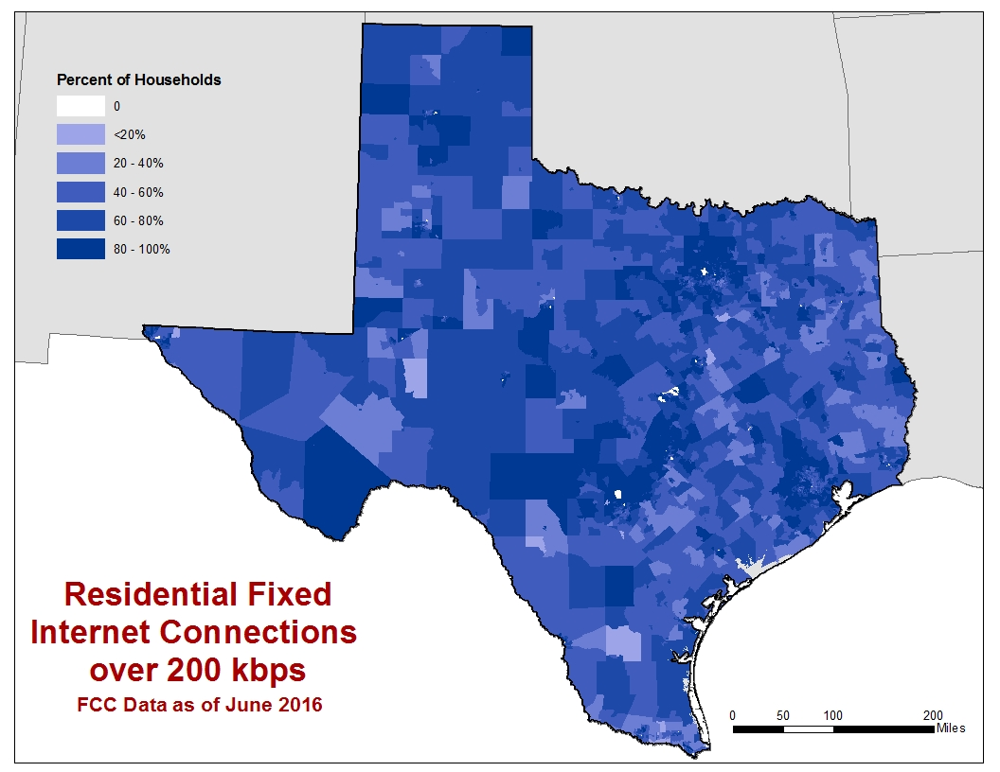 Percent of Households
0
<20%
20 - 40%
40 - 60%
60 - 80%
80 - 100%
Residential Fixed
Internet Connections
over 200 kbps
FCC Data as of June 2016
0 50 100 200
Miles